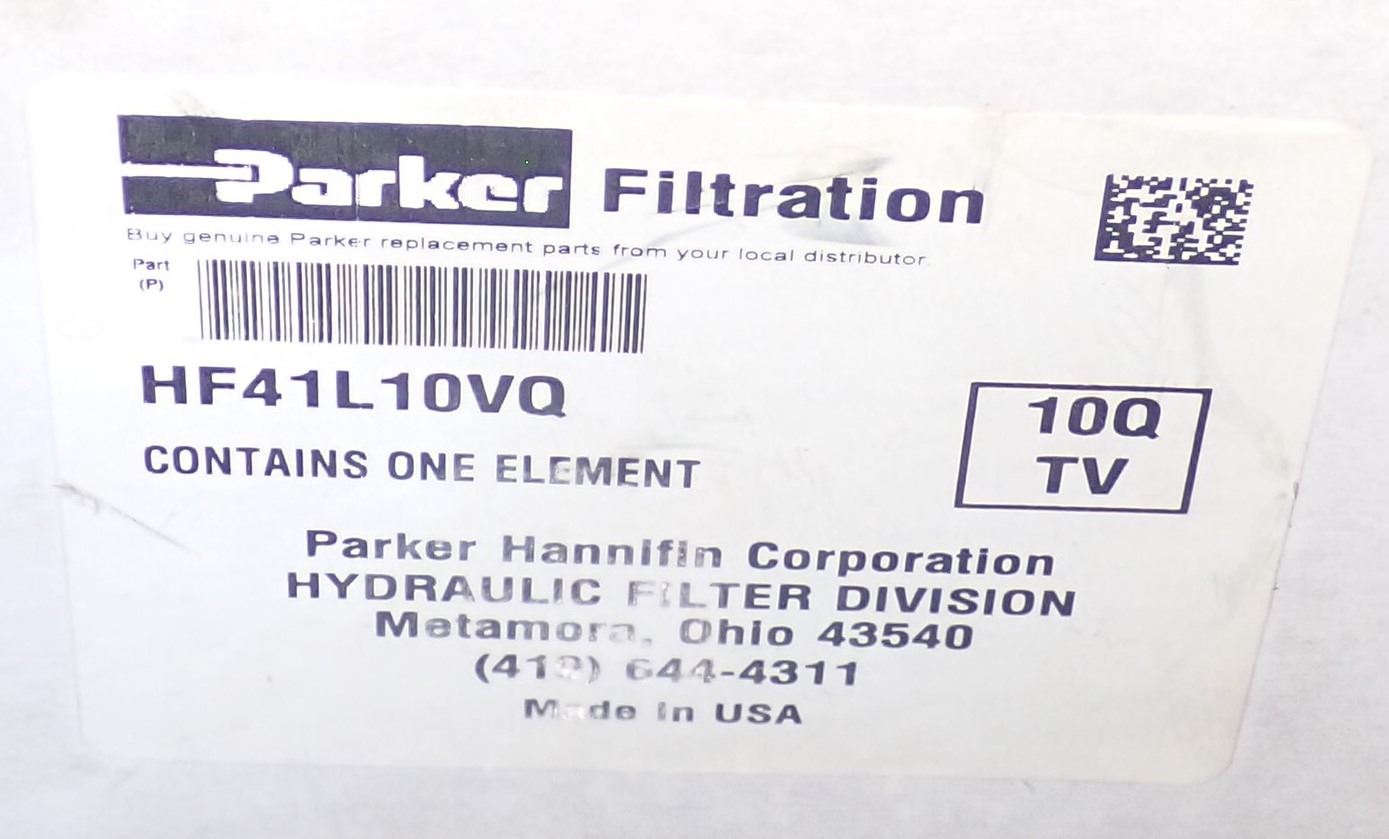 Parker Filtration
Buy genuine Parker replacement parts from your local distributor.
Part
(P)
HF41L10VQ
CONTAINS ONE ELEMENT
10Q
TV
Parker Hannifin Corporation
HYDRAULIC FILTER DIVISION
Metamora, Ohio 43540
644-4311
Made in USA